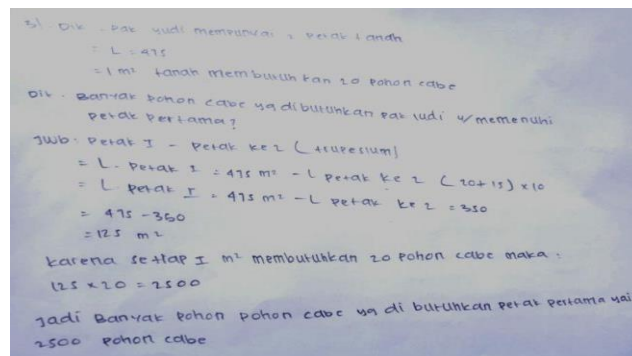 3). Dik . Pak yudi mempunyai 2 petak tanah
= L = 475
= 1 m² tanah membutuhkan 20 pohon cabe
Dit . Banyak pohon cabe yg dibutuhkan pak Yudi u/ memenuhi
petak pertama?
Jwb : Petak I - Petak ke 2 (trapesium)
= L . Petak I = 475 m² - L petak ke 2 (20+15) x 10
= L petak I = 475 m² - L petak ke 2 = 350
= 475 - 350
= 125 m²
Karena setiap I m² membutuhkan 20 pohon cabe maka :
125 x 20 = 2500
Jadi Banyak pohon pohon cabe yg di butuhkan petak pertama yai
2500 pohon cabe